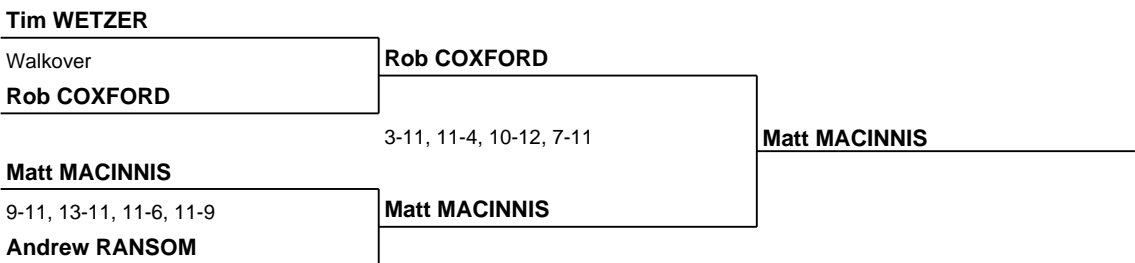 Tim WETZER
Walkover
Rob COXFORD
Rob COXFORD
3-11, 11-4, 10-12, 7-11
Matt MACINNIS
Matt MACINNIS
9-11, 13-11, 11-6, 11-9
Matt MACINNIS
Andrew RANSOM